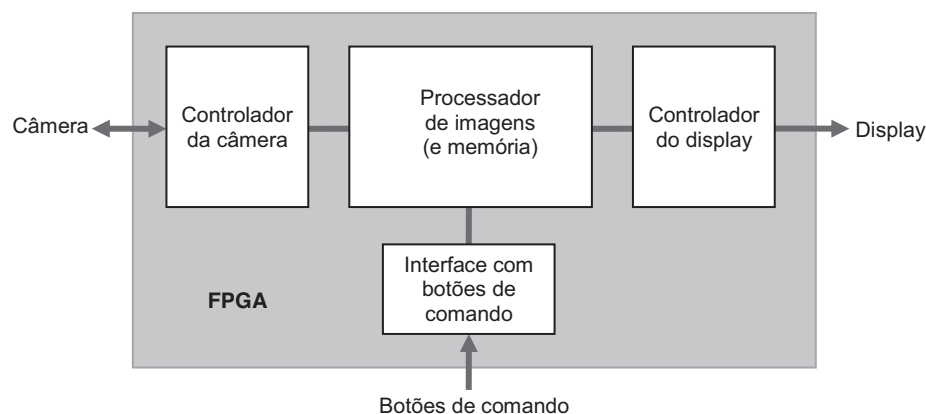 Câmera
Controlador
da câmera
Processador
de imagens
(e memória)
Controlador
do display
Display
Interface com
botões de
comando
FPGA
Botões de comando